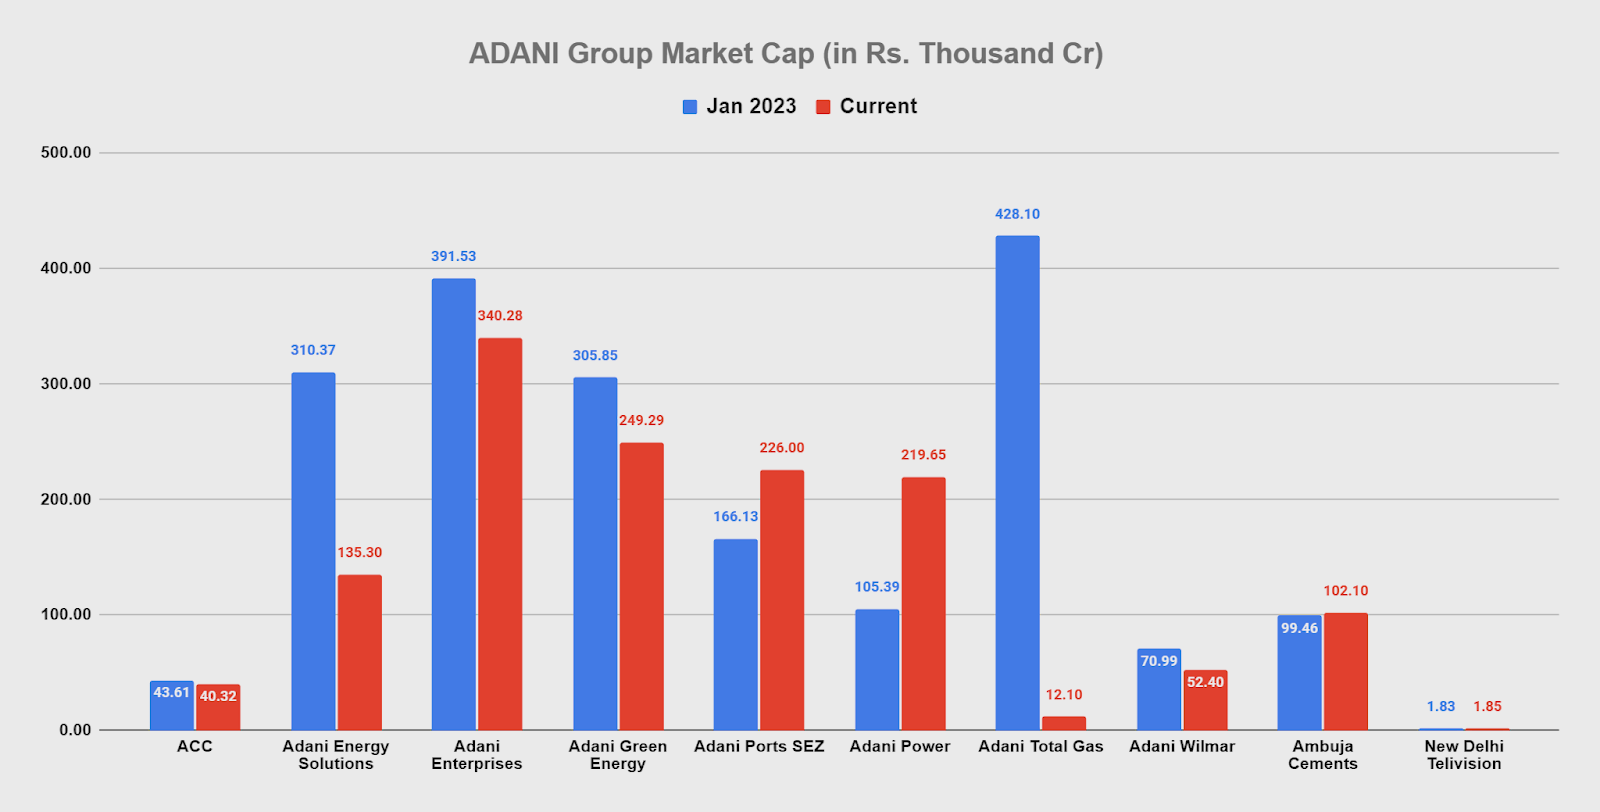 ADANI Group Market Cap (in Rs. Thousand Cr)
Jan 2023 Current
500.00
400.00
300.00
200.00
100.00
0.00
43.61 40.32
310.37 135.30
391.53 340.28
305.85 249.29
166.13 226.00
105.39 219.65
428.10 12.10
70.99 52.40
99.46 102.10
1.83 1.85
ACC
Adani Energy
Solutions
Adani
Enterprises
Adani Green
Energy
Adani Ports SEZ
Adani Power
Adani Total Gas
Adani Wilmar
Ambuja
Cements
New Delhi
Telivision